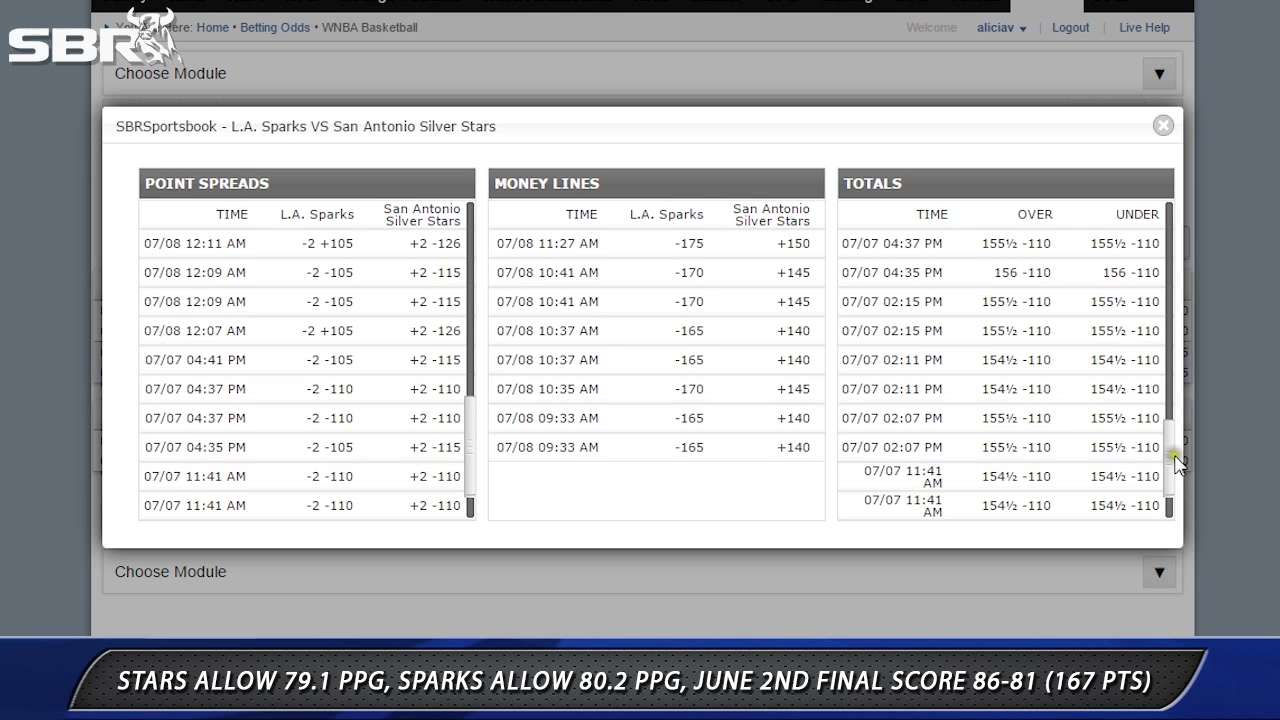 SBR
Here: Home • Betting Odds • WNBA Basketball
Welcome aliciav | Logout | Live Help
Choose Module
SBRSportsbook - L.A. Sparks VS San Antonio Silver Stars
POINT SPREADS
TIME L.A. Sparks San Antonio Silver Stars
07/08 12:11 AM -2 +105 +2 -126
07/08 12:09 AM -2 -105 +2 -115
07/08 12:09 AM -2 -105 +2 -115
07/08 12:07 AM -2 +105 +2 -126
07/07 04:41 PM -2 -105 +2 -115
07/07 04:37 PM -2 -110 +2 -110
07/07 04:37 PM -2 -110 +2 -110
07/07 04:35 PM -2 -105 +2 -115
07/07 11:41 AM -2 -110 +2 -110
07/07 11:41 AM -2 -110 +2 -110
MONEY LINES
TIME L.A. Sparks San Antonio Silver Stars
07/08 11:27 AM -175 +150
07/08 10:41 AM -170 +145
07/08 10:41 AM -170 +145
07/08 10:37 AM -165 +140
07/08 10:37 AM -165 +140
07/08 10:35 AM -170 +145
07/08 09:33 AM -165 +140
07/08 09:33 AM -165 +140
TOTALS
TIME OVER UNDER
07/07 04:37 PM 155½ -110 155½ -110
07/07 04:35 PM 156 -110 156 -110
07/07 02:15 PM 155½ -110 155½ -110
07/07 02:15 PM 155½ -110 155½ -110
07/07 02:11 PM 154½ -110 154½ -110
07/07 02:11 PM 154½ -110 154½ -110
07/07 02:07 PM 155½ -110 155½ -110
07/07 02:07 PM 155½ -110 155½ -110
07/07 11:41 AM 154½ -110 154½ -110
07/07 11:41 AM 154½ -110 154½ -110
Choose Module
STARS ALLOW 79.1 PPG, SPARKS ALLOW 80.2 PPG, JUNE 2ND FINAL SCORE 86-81 (167 PTS)